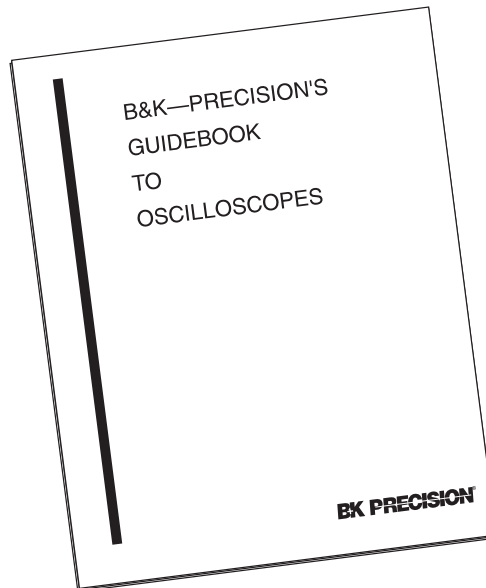 B&K—PRECISION'S
GUIDEBOOK
TO
OSCILLOSCOPES
BK PRECISION®